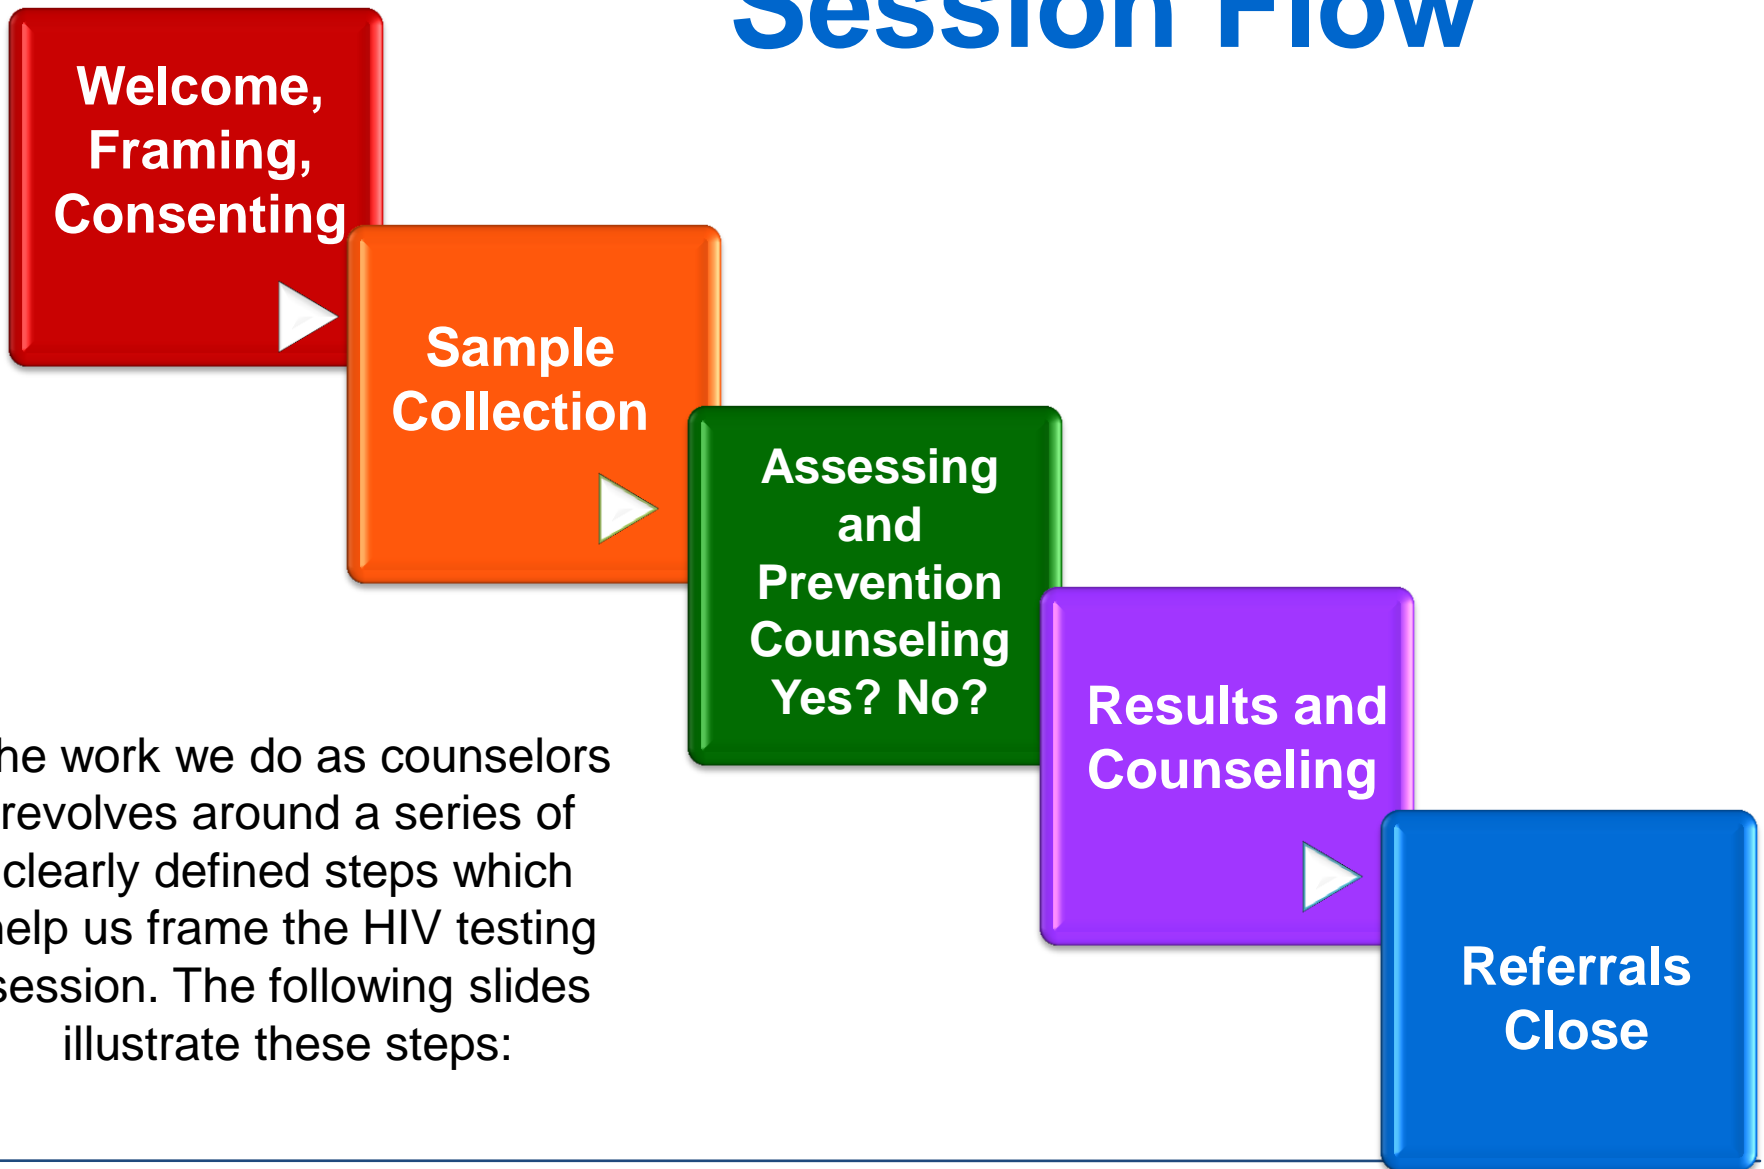 Session Flow
Welcome,
Framing,
Consenting
Sample
Collection
Assessing
and
Prevention
Counseling
Yes? No?
Results and
Counseling
Referrals
Close
he work we do as counselors
revolves around a series of
clearly defined steps which
help us frame the HIV testing
session. The following slides
illustrate these steps: